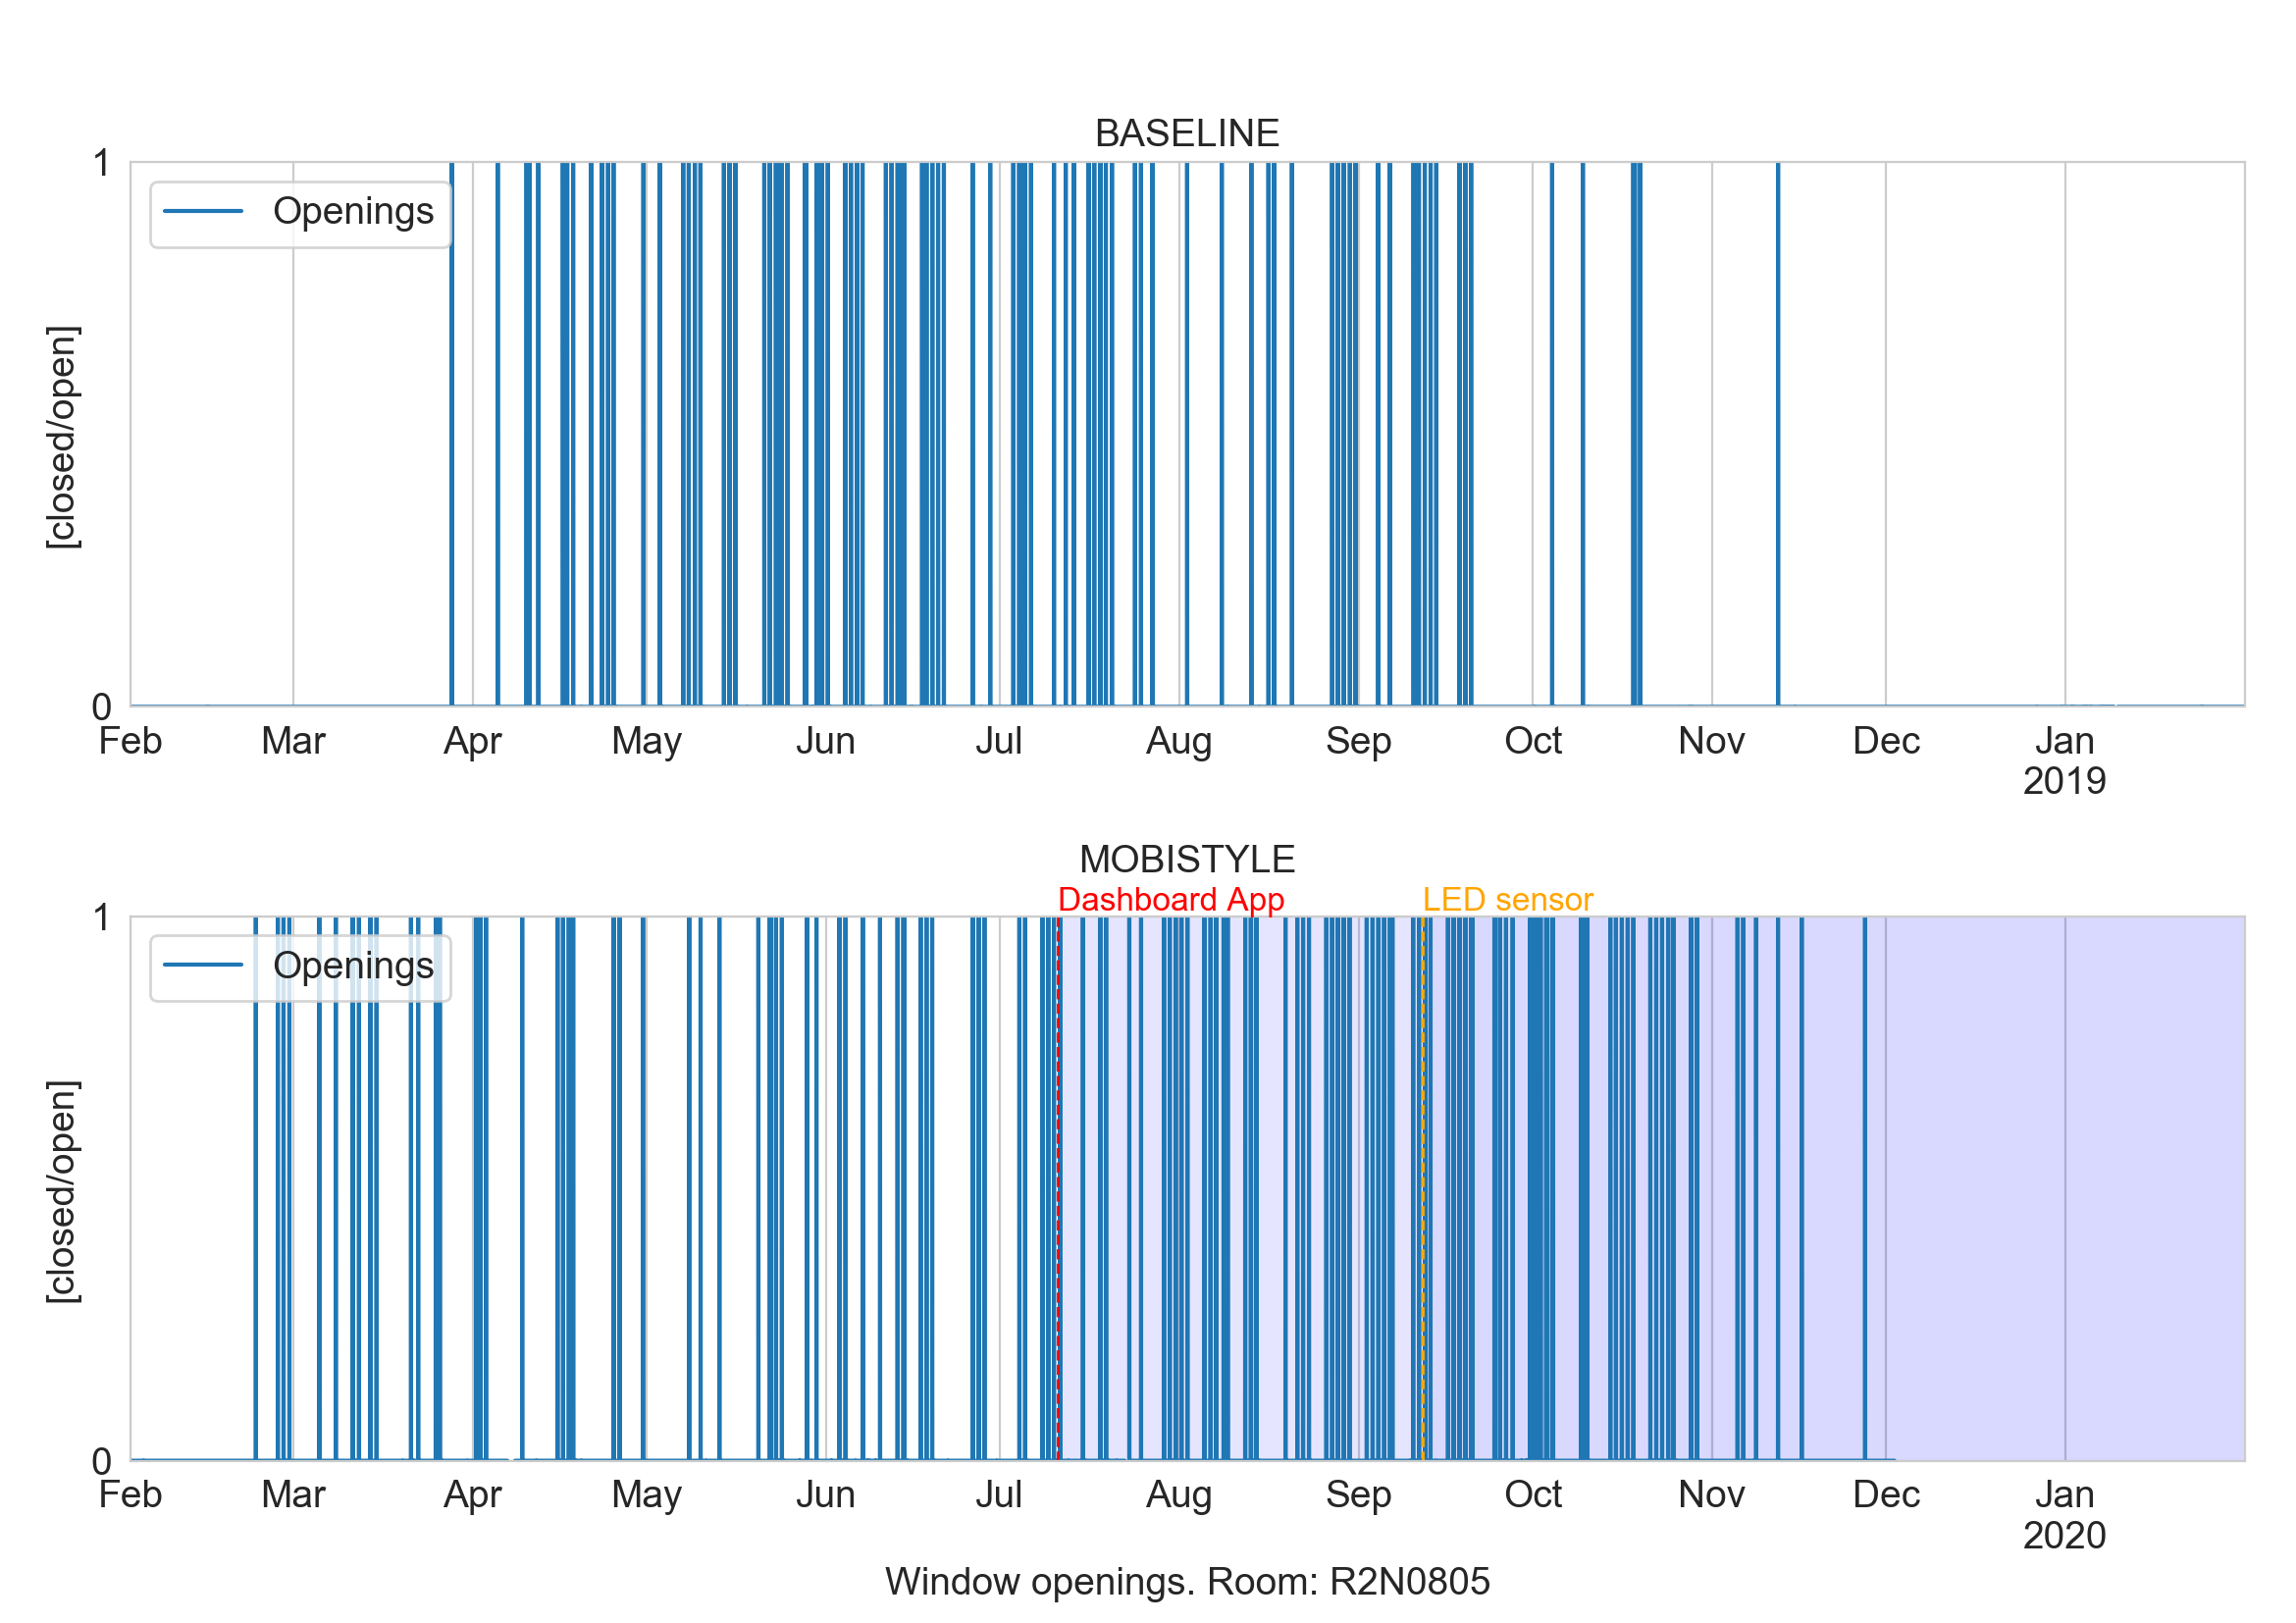 BASELINE
1
Openings
[closed/open]
0
Feb Mar Apr May Jun Jul Aug Sep Oct Nov Dec Jan
2019
MOBISTYLE
Dashboard App LED sensor
1
Openings
[closed/open]
0
Feb Mar Apr May Jun Jul Aug Sep Oct Nov Dec Jan
2020
Window openings. Room: R2N0805